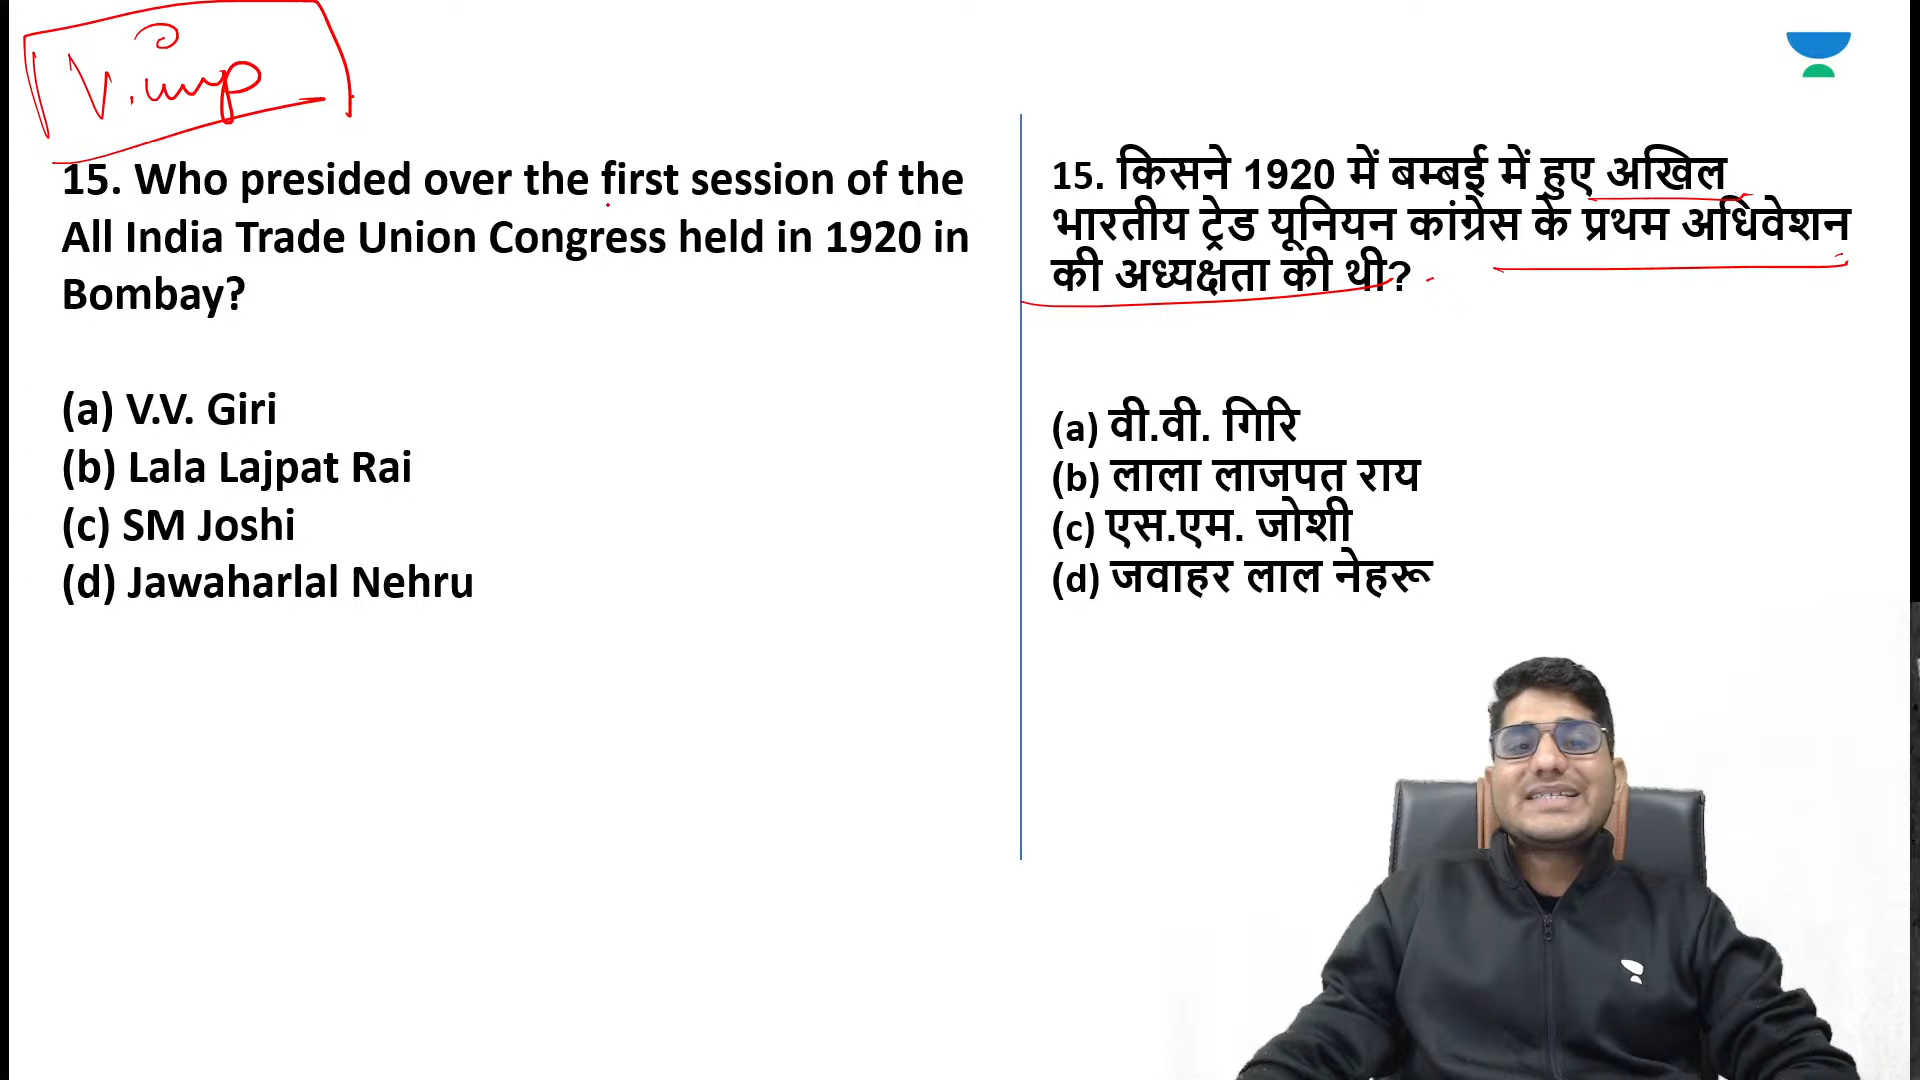 V. imp
15. Who presided over the first session of the
All India Trade Union Congress held in 1920 in
Bombay?
(a) V.V. Giri
(b) Lala Lajpat Rai
(c) SM Joshi
(d) Jawaharlal Nehru
15. किसने 1920 में बम्बई में हुए अखिल
भारतीय ट्रेड यूनियन कांग्रेस के प्रथम अधिवेशन
की अध्यक्षता की थी?
(a) वी.वी. गिरि
(b) लाला लाजपत राय
(c) एस.एम. जोशी
(d) जवाहर लाल नेहरू